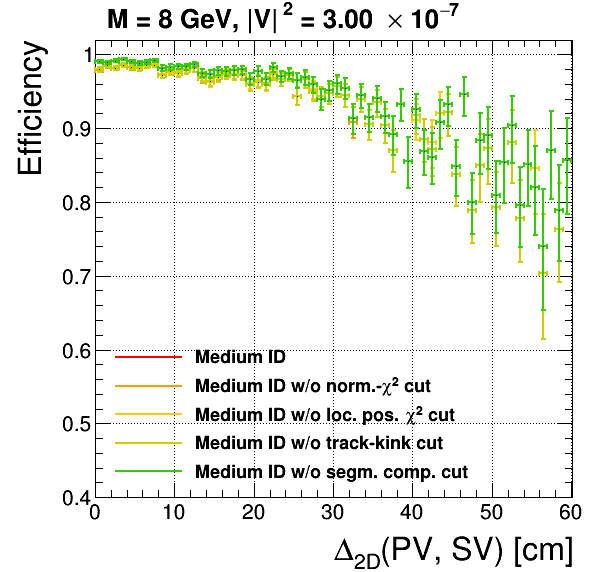 M = 8 GeV, |V|² = 3.00 × 10⁻⁷
Efficiency
1
0.9
0.8
0.7
0.6
0.5
0.4
Medium ID
Medium ID w/o norm.-χ² cut
Medium ID w/o loc. pos. χ² cut
Medium ID w/o track-kink cut
Medium ID w/o segm. comp. cut
0 10 20 30 40 50 60
Δ₂D(PV, SV) [cm]